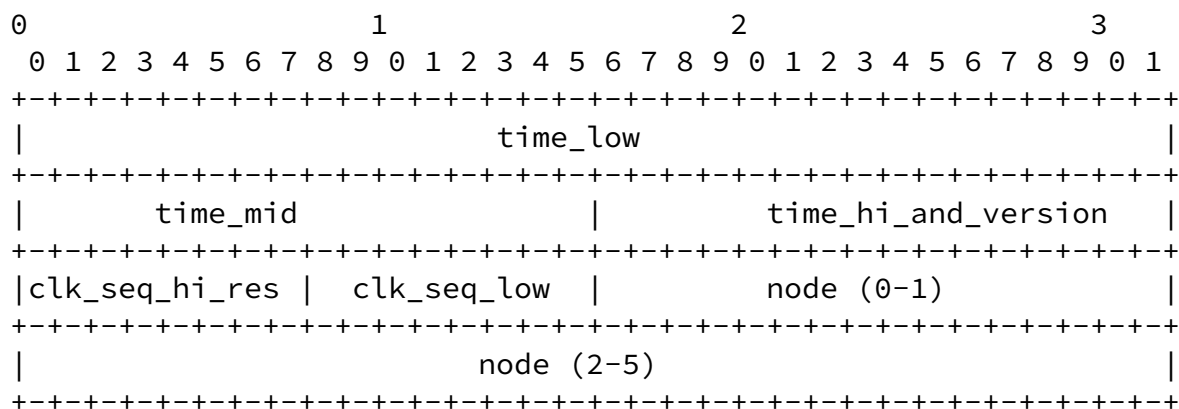 0                   1                   2                   3
 0 1 2 3 4 5 6 7 8 9 0 1 2 3 4 5 6 7 8 9 0 1 2 3 4 5 6 7 8 9 0 1
+-+-+-+-+-+-+-+-+-+-+-+-+-+-+-+-+-+-+-+-+-+-+-+-+-+-+-+-+-+-+-+-+
|                          time_low                             |
+-+-+-+-+-+-+-+-+-+-+-+-+-+-+-+-+-+-+-+-+-+-+-+-+-+-+-+-+-+-+-+-+
|       time_mid                |         time_hi_and_version   |
+-+-+-+-+-+-+-+-+-+-+-+-+-+-+-+-+-+-+-+-+-+-+-+-+-+-+-+-+-+-+-+-+
|clk_seq_hi_res |  clk_seq_low  |         node (0-1)            |
+-+-+-+-+-+-+-+-+-+-+-+-+-+-+-+-+-+-+-+-+-+-+-+-+-+-+-+-+-+-+-+-+
|                         node (2-5)                            |
+-+-+-+-+-+-+-+-+-+-+-+-+-+-+-+-+-+-+-+-+-+-+-+-+-+-+-+-+-+-+-+-+